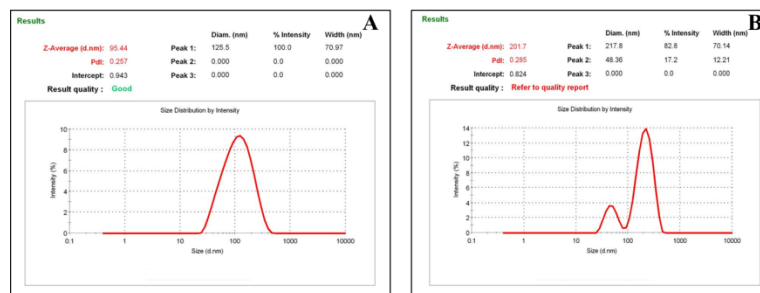 A
Results
Diam. (nm) % Intensity Width (nm)
Z-Average (d.nm): 95.44 Peak 1: 125.5 100.0 70.97
PdI: 0.257 Peak 2: 0.000 0.0 0.000
Intercept: 0.943 Peak 3: 0.000 0.0 0.000
Result quality : Good
Size Distribution by Intensity
Intensity (%)
10
8
6
4
2
0
0.1 1 10 100 1000 10000
Size (d.nm)
B
Results
Diam. (nm) % Intensity Width (nm)
Z-Average (d.nm): 201.7 Peak 1: 217.8 82.8 70.14
PdI: 0.285 Peak 2: 48.36 17.2 12.21
Intercept: 0.824 Peak 3: 0.000 0.0 0.000
Result quality : Refer to quality report
Size Distribution by Intensity
Intensity (%)
14
12
10
8
6
4
2
0
0.1 1 10 100 1000 10000
Size (d.nm)